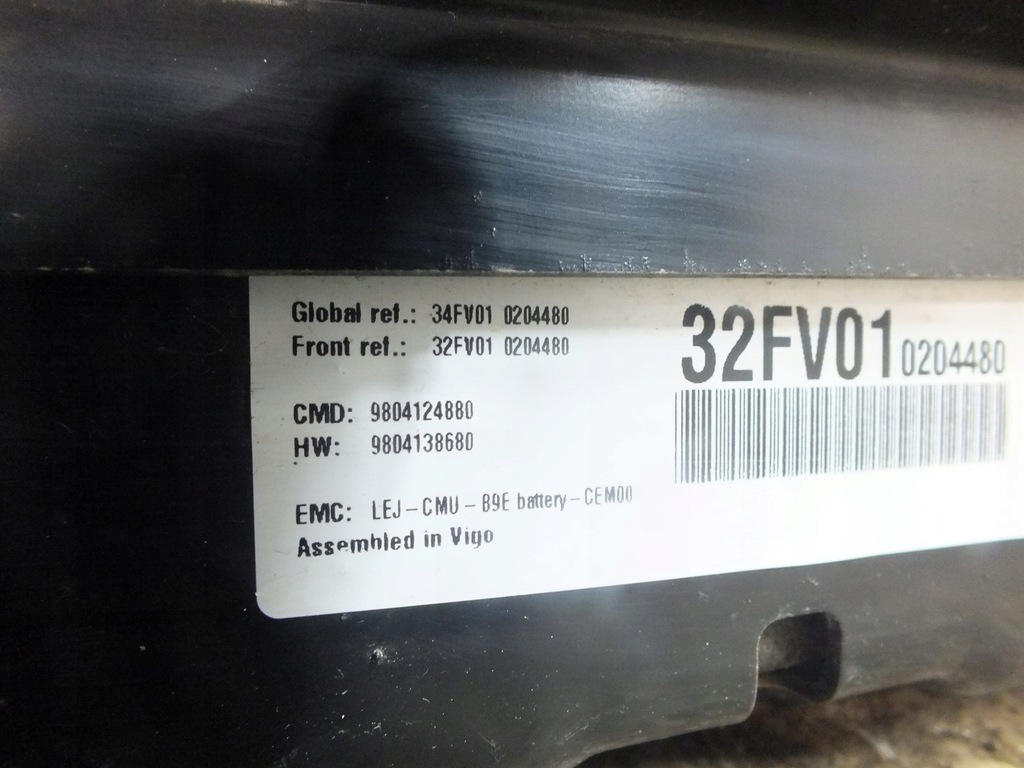 Global ref.: 34FV01 0204480
Front ref.: 32FV01 0204480
32FV01 0204480
CMD: 9804124880
HW: 9804138680
EMC: LEJ-CMU-B9E battery-CEM00
Assembled in Vigo